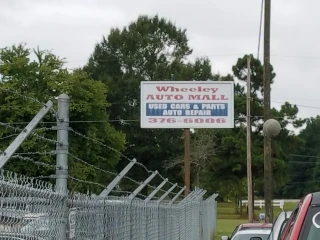 Wheeley
AUTO MALL
USED CARS & PARTS
AUTO REPAIR
376-6006